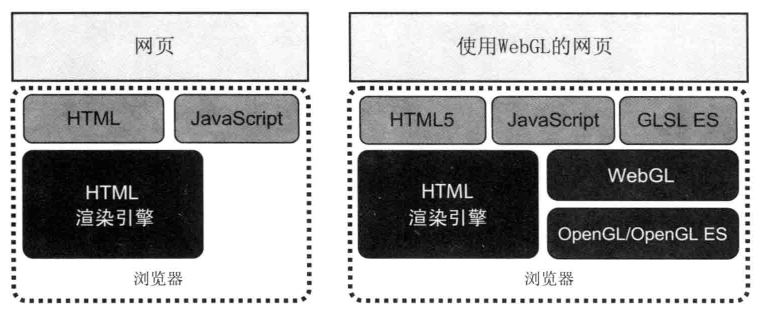 网页
HTML
JavaScript
HTML
渲染引擎
浏览器
使用WebGL的网页
HTML5
JavaScript
GLSL ES
HTML
渲染引擎
WebGL
OpenGL/OpenGL ES
浏览器